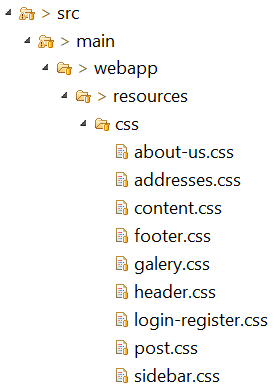 > src
> main
> webapp
> resources
css
about-us.css
addresses.css
content.css
footer.css
galery.css
header.css
login-register.css
post.css
sidebar.css